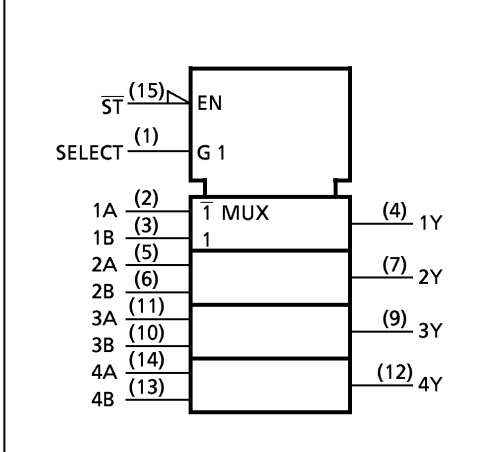 S̅T̅ (15) EN
SELECT (1) G 1
1A (2) 1̅ MUX (4) 1Y
1B (3) 1
2A (5) (7) 2Y
2B (6)
3A (11) (9) 3Y
3B (10)
4A (14) (12) 4Y
4B (13)